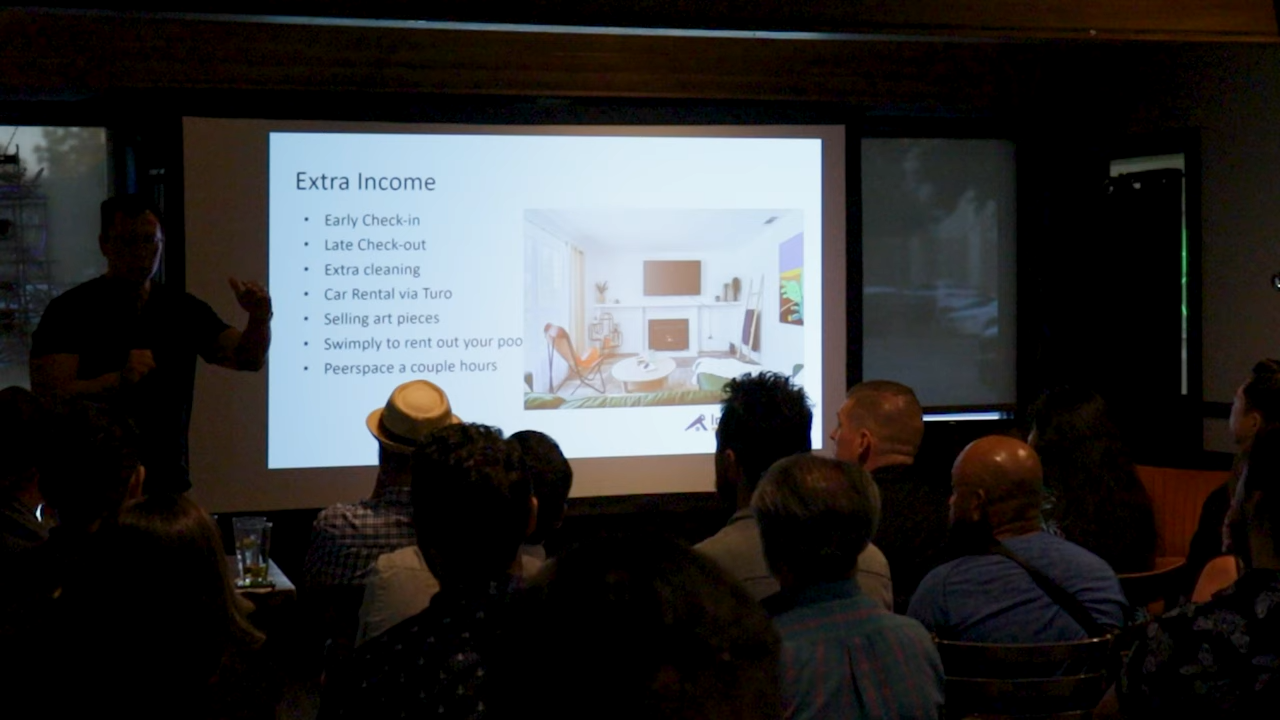 Extra Income
• Early Check-in
• Late Check-out
• Extra cleaning
• Car Rental via Turo
• Selling art pieces
• Swimply to rent out your poo
• Peerspace a couple hours